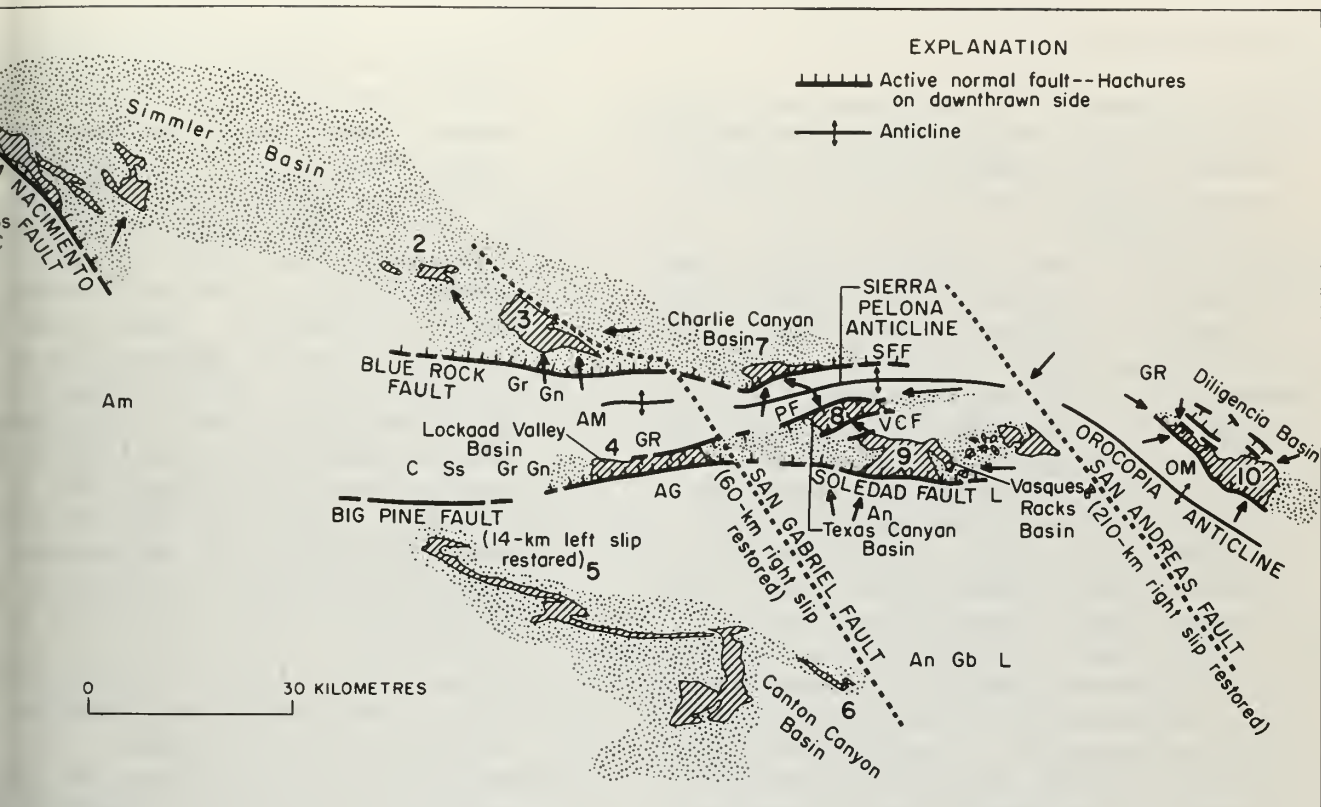 EXPLANATION
Active normal fault--Hachures
on dawnthrawn side
Anticline
Simmler
Basin
NACIMIENTO
FAULT
2
3
SIERRA
PELONA
ANTICLINE
Charlie Canyon
Basin
7
SFF
BLUE ROCK
FAULT
Gr
Gn
Am
AM
PF
8
VCF
GR
Diligencia Basin
Lockaad Valley
Basin
4
GR
C Ss Gr Gn
AG
9
OROCOPIA
ANTICLINE
OM
10
SOLEDAD FAULT L
Vasques
Racks
Basin
BIG PINE FAULT
(14-km left slip
restared)
5
An
Texas Canyon
Basin
SAN GABRIEL FAULT
(60-km right slip
restored)
SAN ANDREAS FAULT
(210-km right slip restored)
An Gb L
0
30 KILOMETRES
6
Canton Canyon
Basin